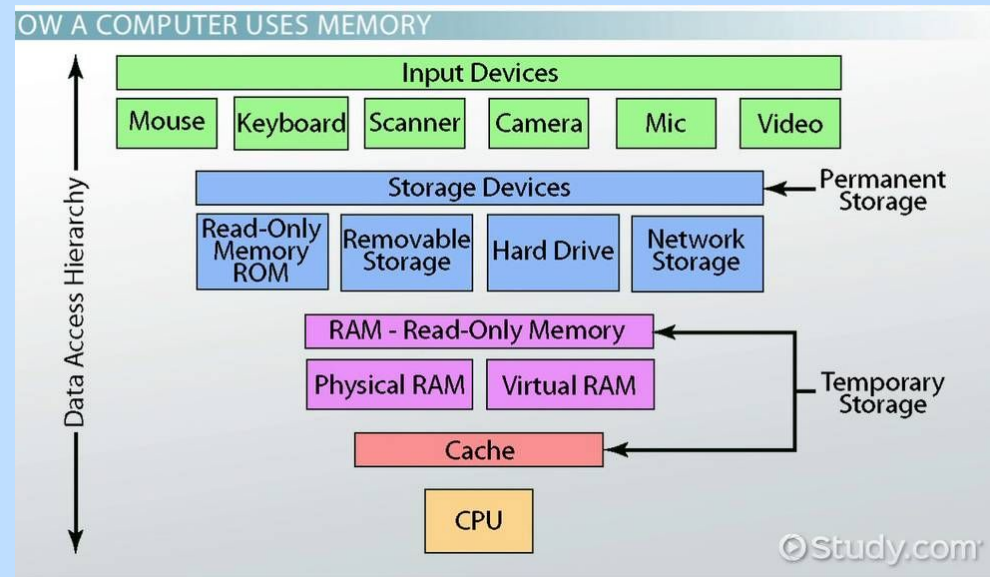 OW A COMPUTER USES MEMORY
Input Devices
Mouse
Keyboard
Scanner
Camera
Mic
Video
Storage Devices
Permanent
Storage
Read-Only
Memory
ROM
Removable
Storage
Hard Drive
Network
Storage
RAM - Read-Only Memory
Physical RAM
Virtual RAM
Temporary
Storage
Cache
CPU
Data Access Hierarchy
Study.com